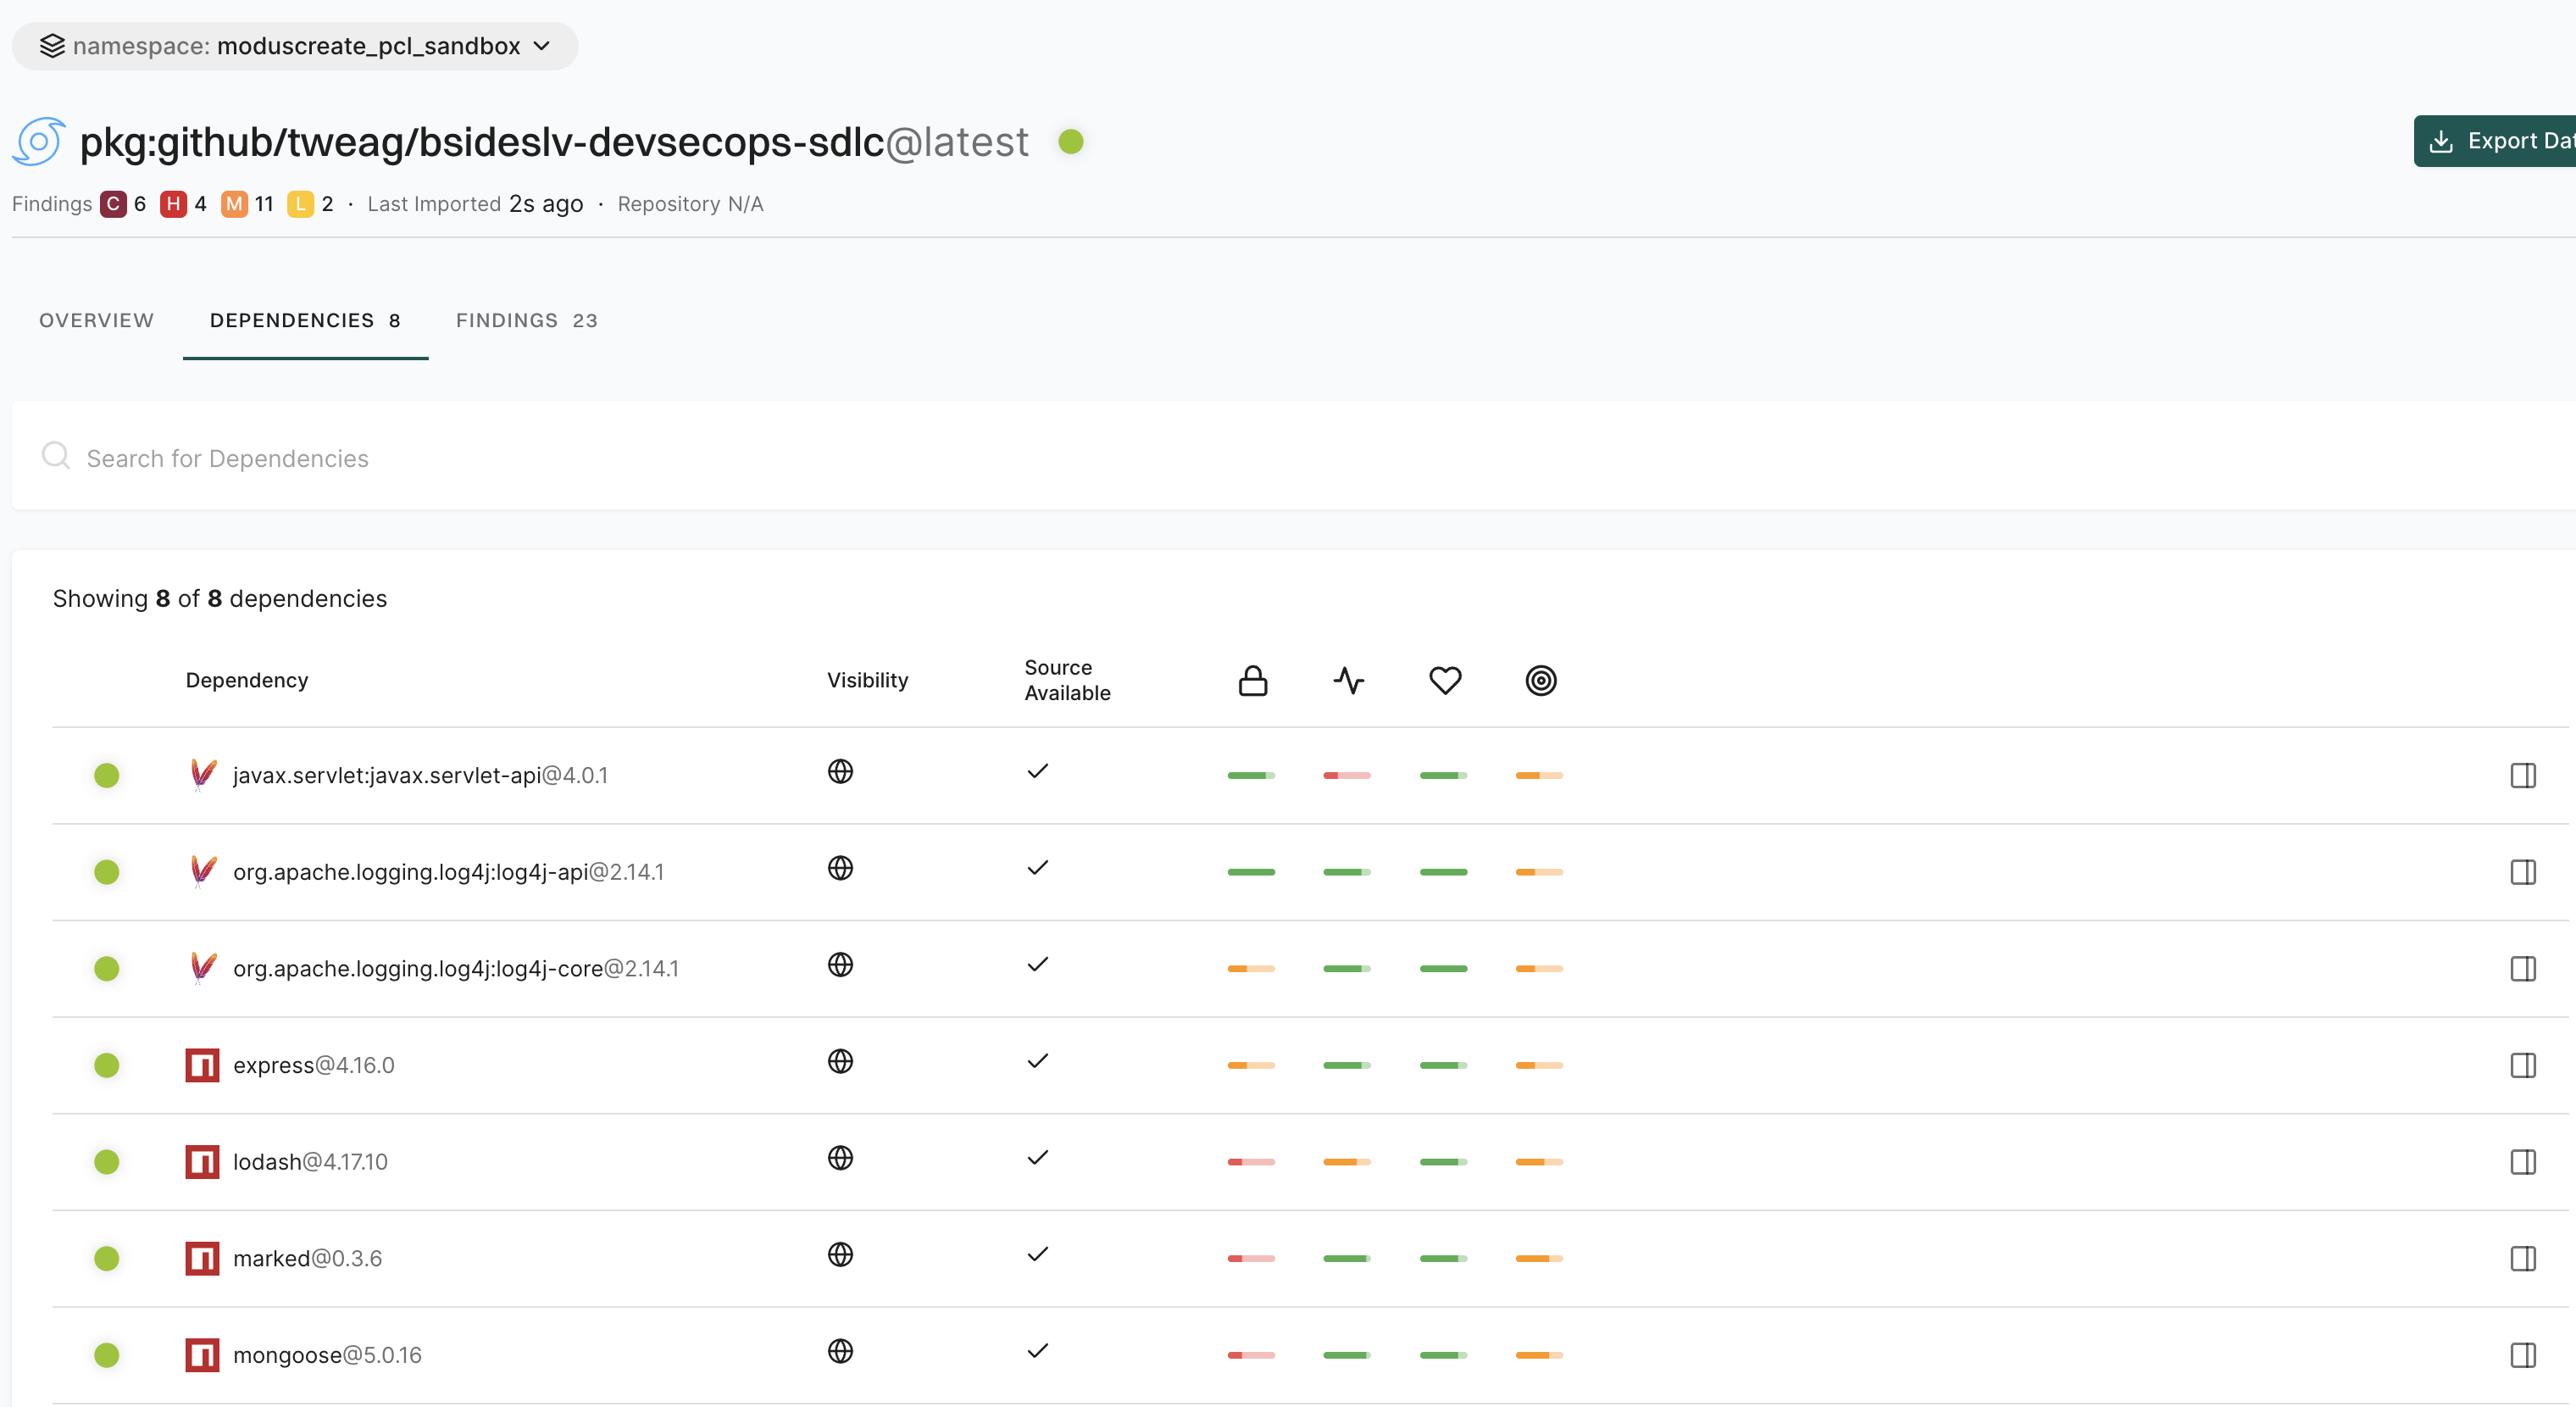 namespace: moduscreate_pcl_sandbox
pkg:github/tweag/bsideslv-devsecops-sdlc@latest
Export Dat
Findings C 6 H 4 M 11 L 2 · Last Imported 2s ago · Repository N/A
OVERVIEW DEPENDENCIES 8 FINDINGS 23
Search for Dependencies
Showing 8 of 8 dependencies
Dependency Visibility Source Available
javax.servlet:javax.servlet-api@4.0.1
org.apache.logging.log4j:log4j-api@2.14.1
org.apache.logging.log4j:log4j-core@2.14.1
express@4.16.0
lodash@4.17.10
marked@0.3.6
mongoose@5.0.16